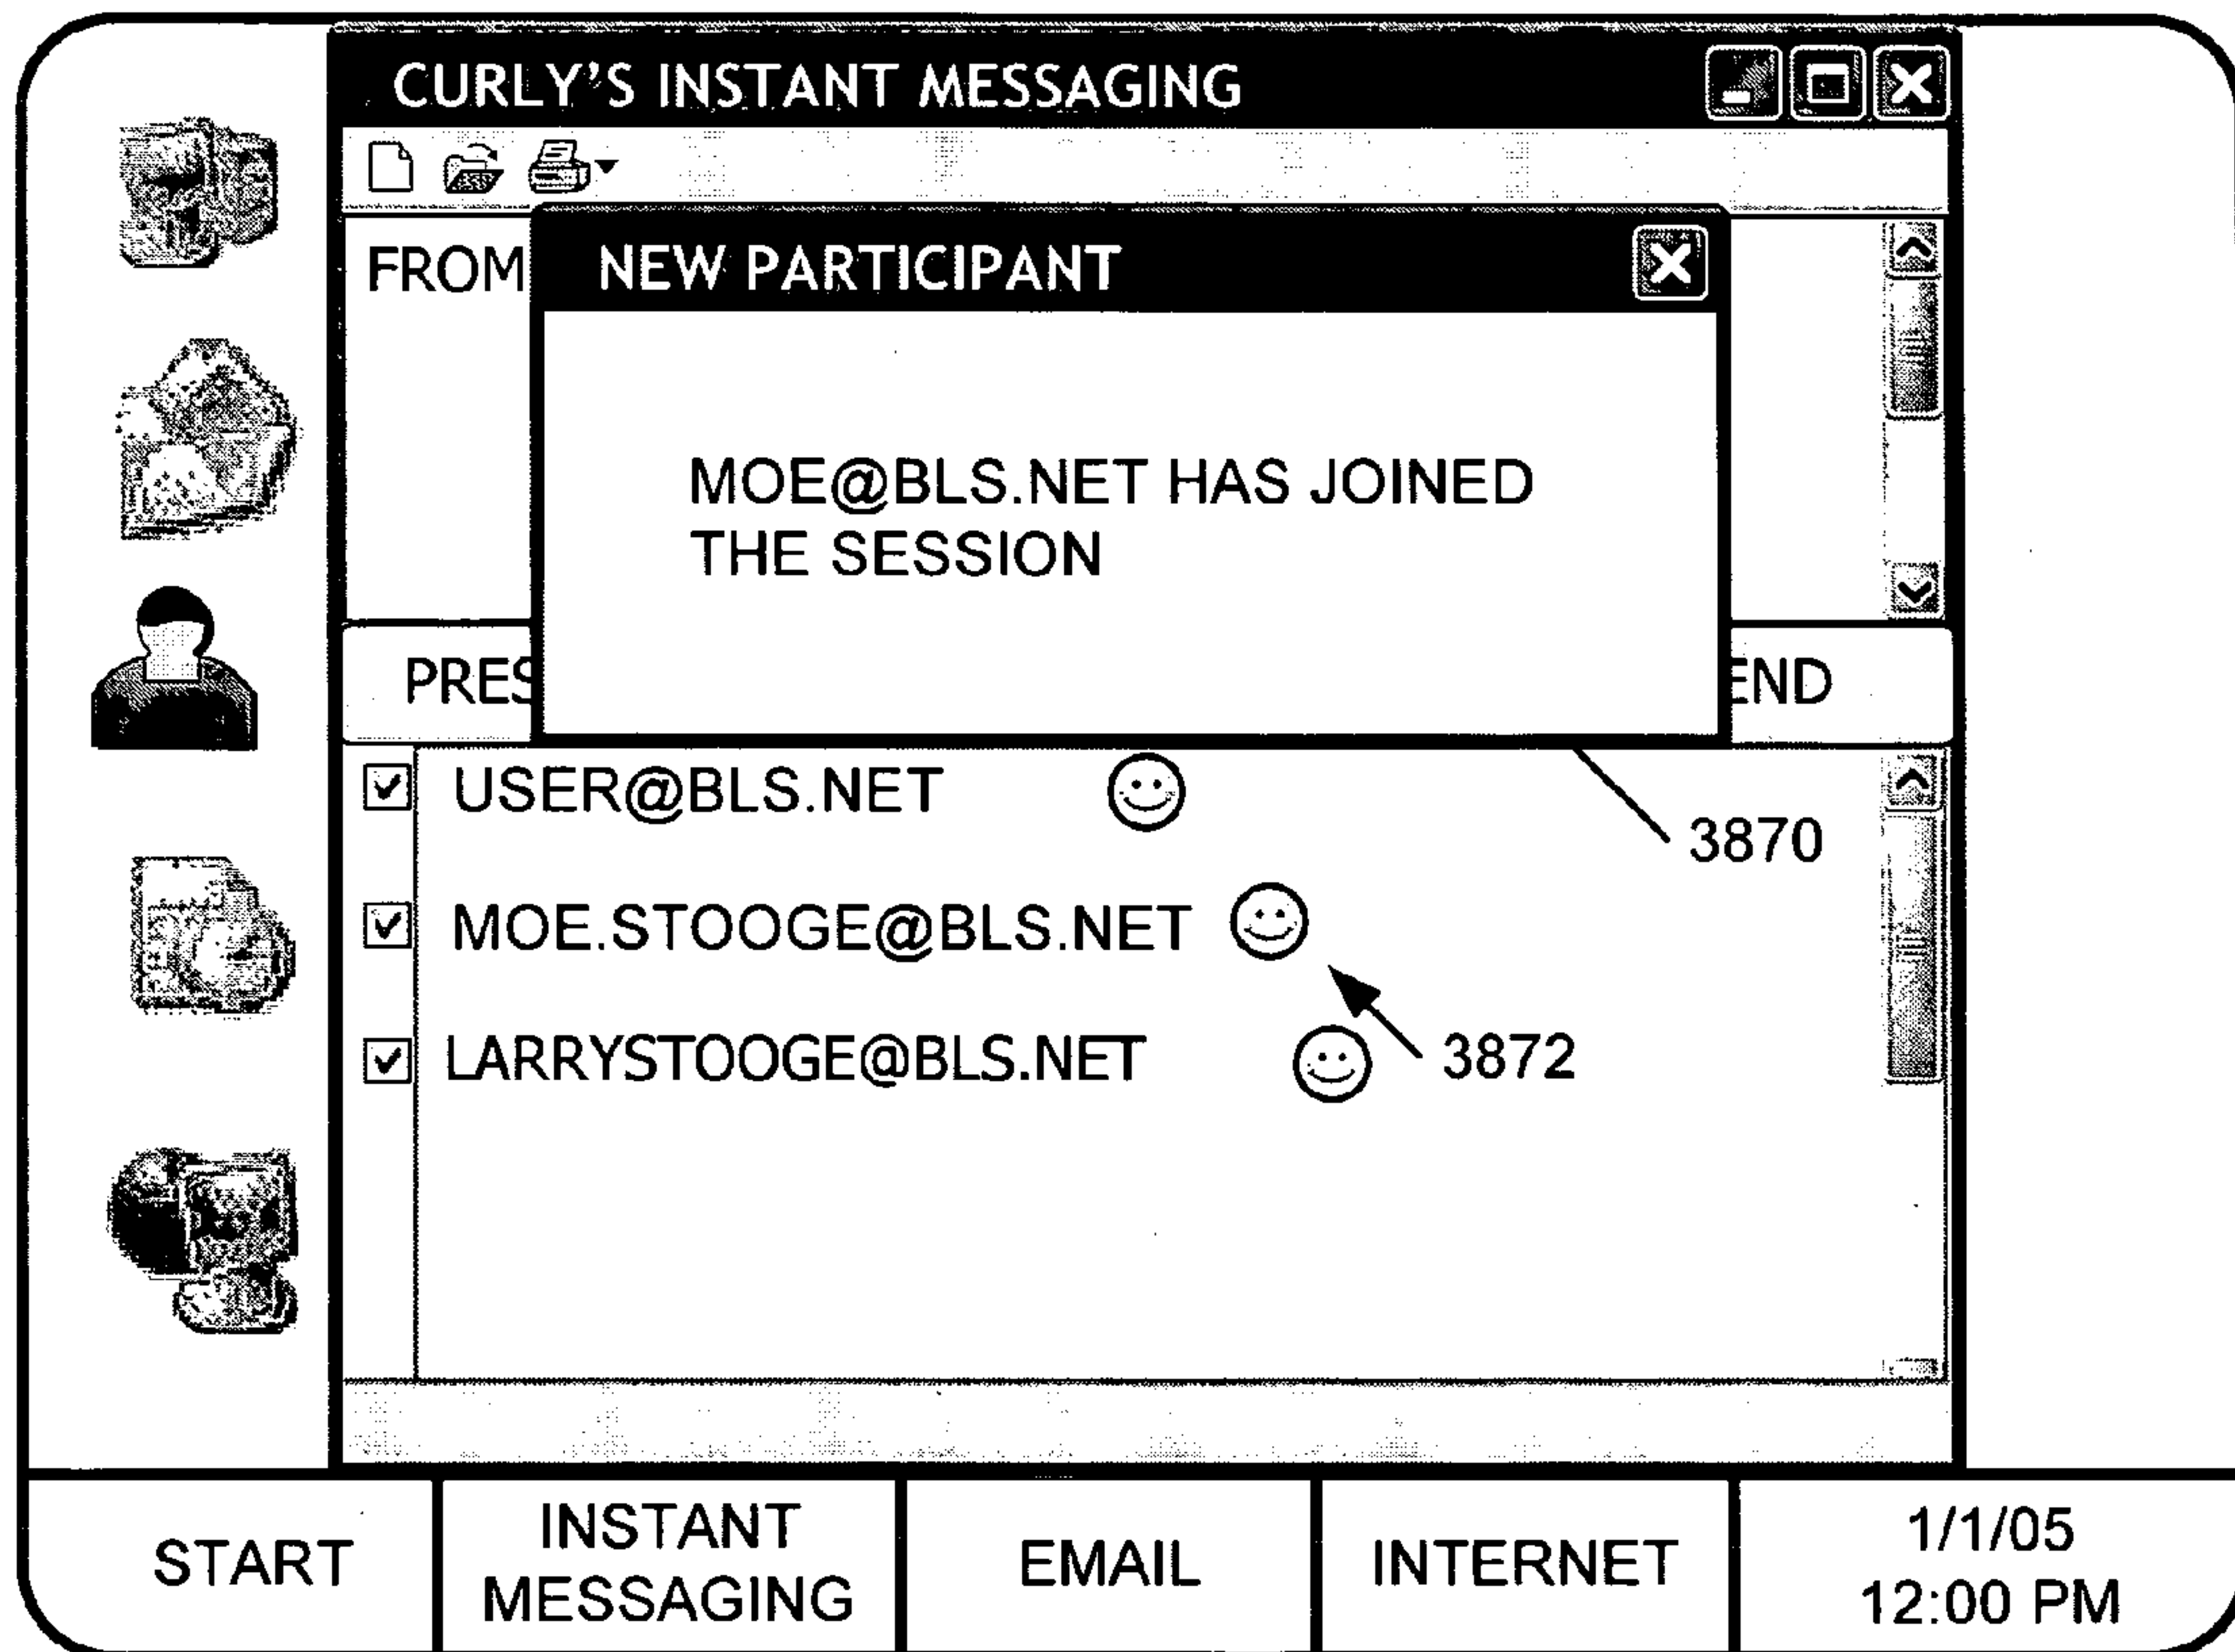 CURLY'S INSTANT MESSAGING
FROM
NEW PARTICIPANT
MOE@BLS.NET HAS JOINED
THE SESSION
PRES
END
USER@BLS.NET
3870
MOE.STOOGE@BLS.NET
LARRYSTOOGE@BLS.NET
3872
START
INSTANT
MESSAGING
EMAIL
INTERNET
1/1/05
12:00 PM